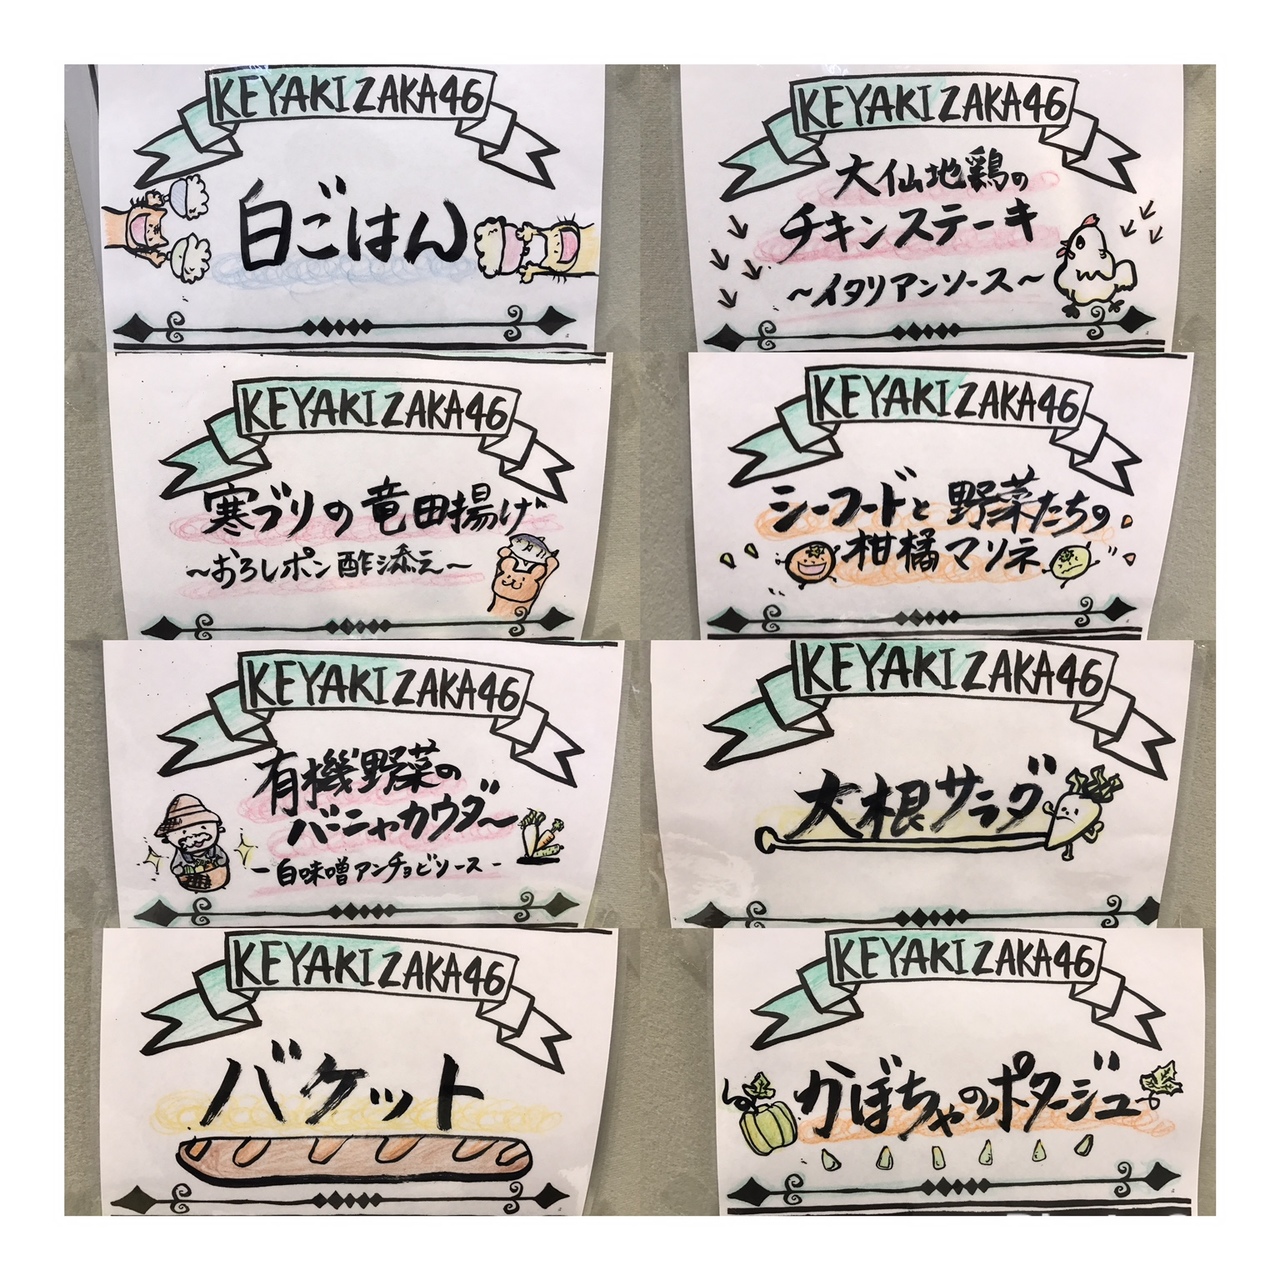 KEYAKIZAKA46
白ごはん
KEYAKIZAKA46
大仙地鶏の
チキンステーキ
～イタリアンソース～
KEYAKIZAKA46
寒ブリの竜田揚げ
～おろしポン酢添え～
KEYAKIZAKA46
シーフードと野菜たちの
柑橘マリネ
KEYAKIZAKA46
有機野菜の
バーニャカウダ～
-白味噌アンチョビソース-
KEYAKIZAKA46
大根サラダ
KEYAKIZAKA46
バケット
KEYAKIZAKA46
かぼちゃのポタージュ